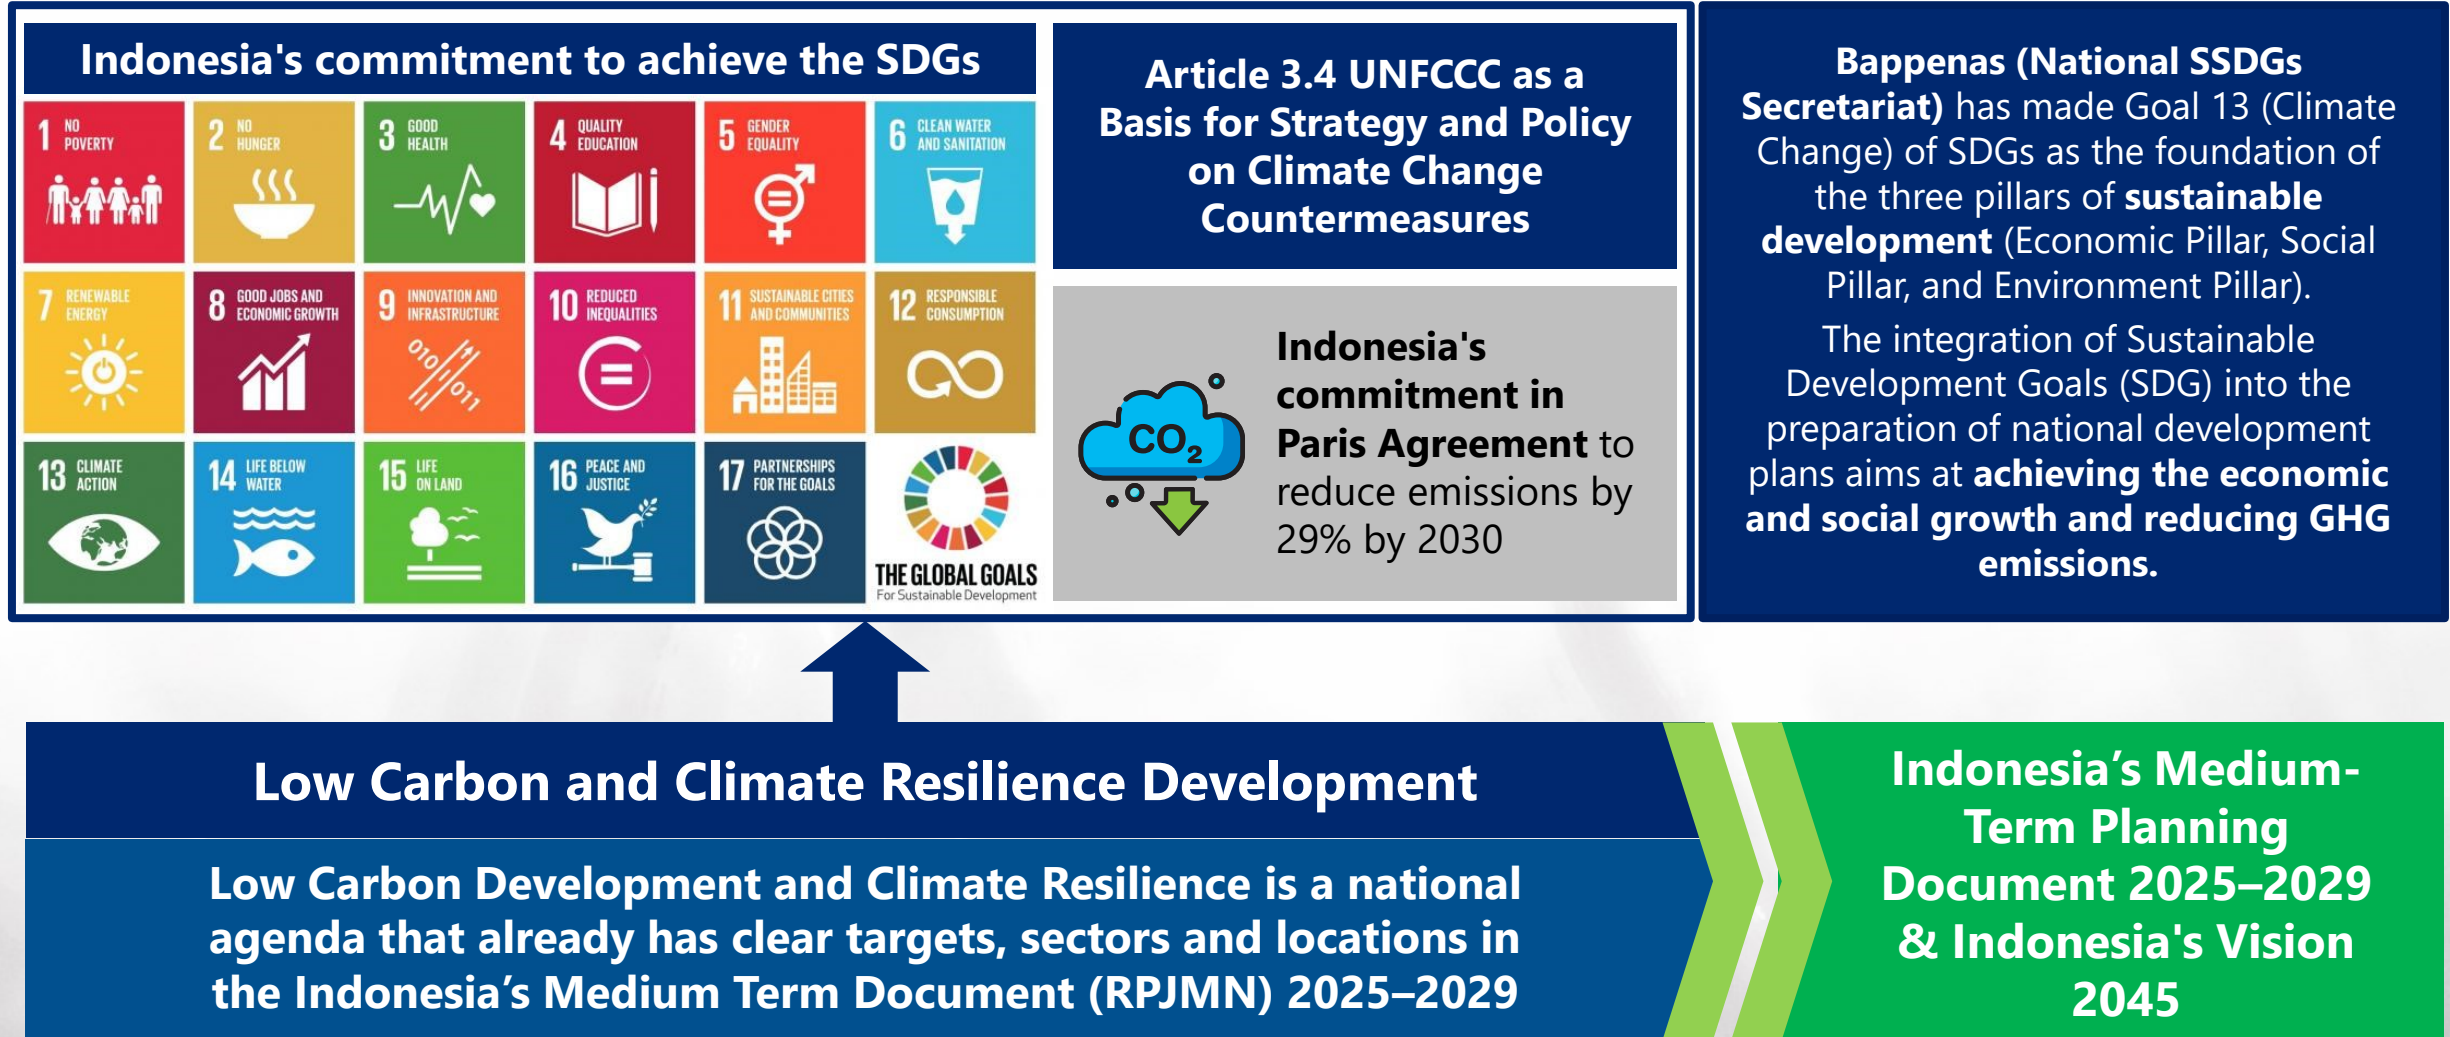 Indonesia's commitment to achieve the SDGs
1 NO
POVERTY
2 NO
HUNGER
3 GOOD
HEALTH
4 QUALITY
EDUCATION
5 GENDER
EQUALITY
6 CLEAN WATER
AND SANITATION
7 RENEWABLE
ENERGY
8 GOOD JOBS AND
ECONOMIC GROWTH
9 INNOVATION AND
INFRASTRUCTURE
010
011
10 REDUCED
INEQUALITIES
11 SUSTAINABLE CITIES
AND COMMUNITIES
12 RESPONSIBLE
CONSUMPTION
13 CLIMATE
ACTION
14 LIFE BELOW
WATER
15 LIFE
ON LAND
16 PEACE AND
JUSTICE
17 PARTNERSHIPS
FOR THE GOALS
THE GLOBAL GOALS
For Sustainable Development
Article 3.4 UNFCCC as a
Basis for Strategy and Policy
on Climate Change
Countermeasures
CO2
Indonesia's
commitment in
Paris Agreement to
reduce emissions by
29% by 2030
Bappenas (National SSDGs
Secretariat) has made Goal 13 (Climate
Change) of SDGs as the foundation of
the three pillars of sustainable
development (Economic Pillar, Social
Pillar, and Environment Pillar).
The integration of Sustainable
Development Goals (SDG) into the
preparation of national development
plans aims at achieving the economic
and social growth and reducing GHG
emissions.
Low Carbon and Climate Resilience Development
Low Carbon Development and Climate Resilience is a national
agenda that already has clear targets, sectors and locations in
the Indonesia’s Medium Term Document (RPJMN) 2025–2029
Indonesia’s Medium-
Term Planning
Document 2025–2029
& Indonesia's Vision
2045